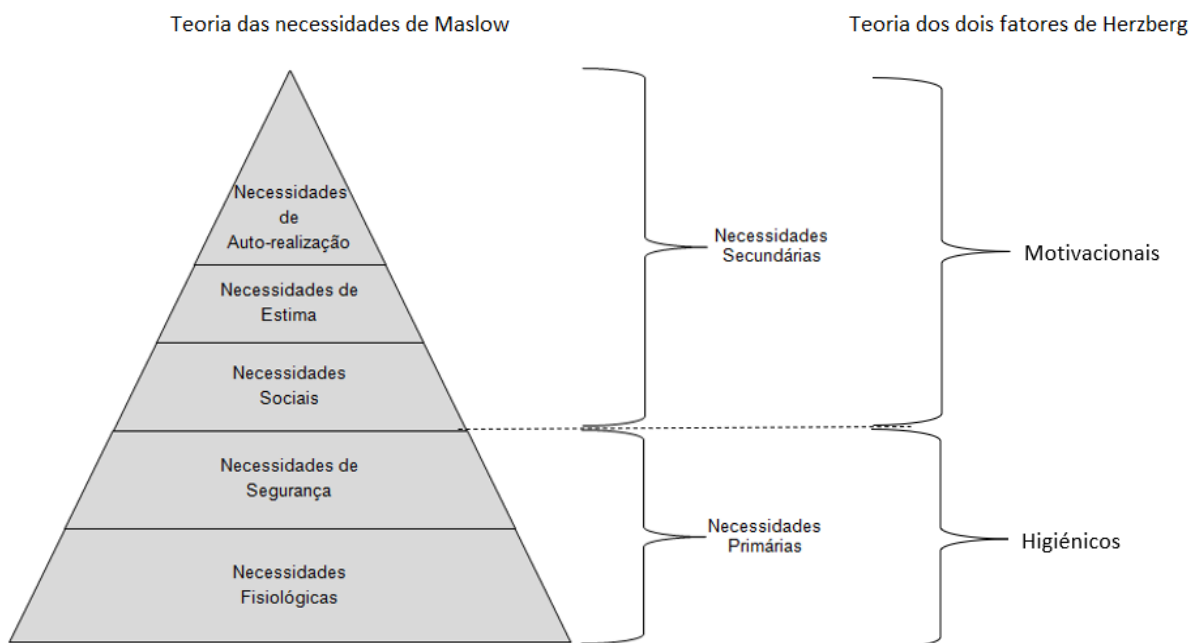 Teoria das necessidades de Maslow
Teoria dos dois fatores de Herzberg
Necessidades
de
Auto-realização
Necessidades de
Estima
Necessidades
Sociais
Necessidades de
Segurança
Necessidades
Fisiológicas
Necessidades
Secundárias
Necessidades
Primárias
Motivacionais
Higiénicos